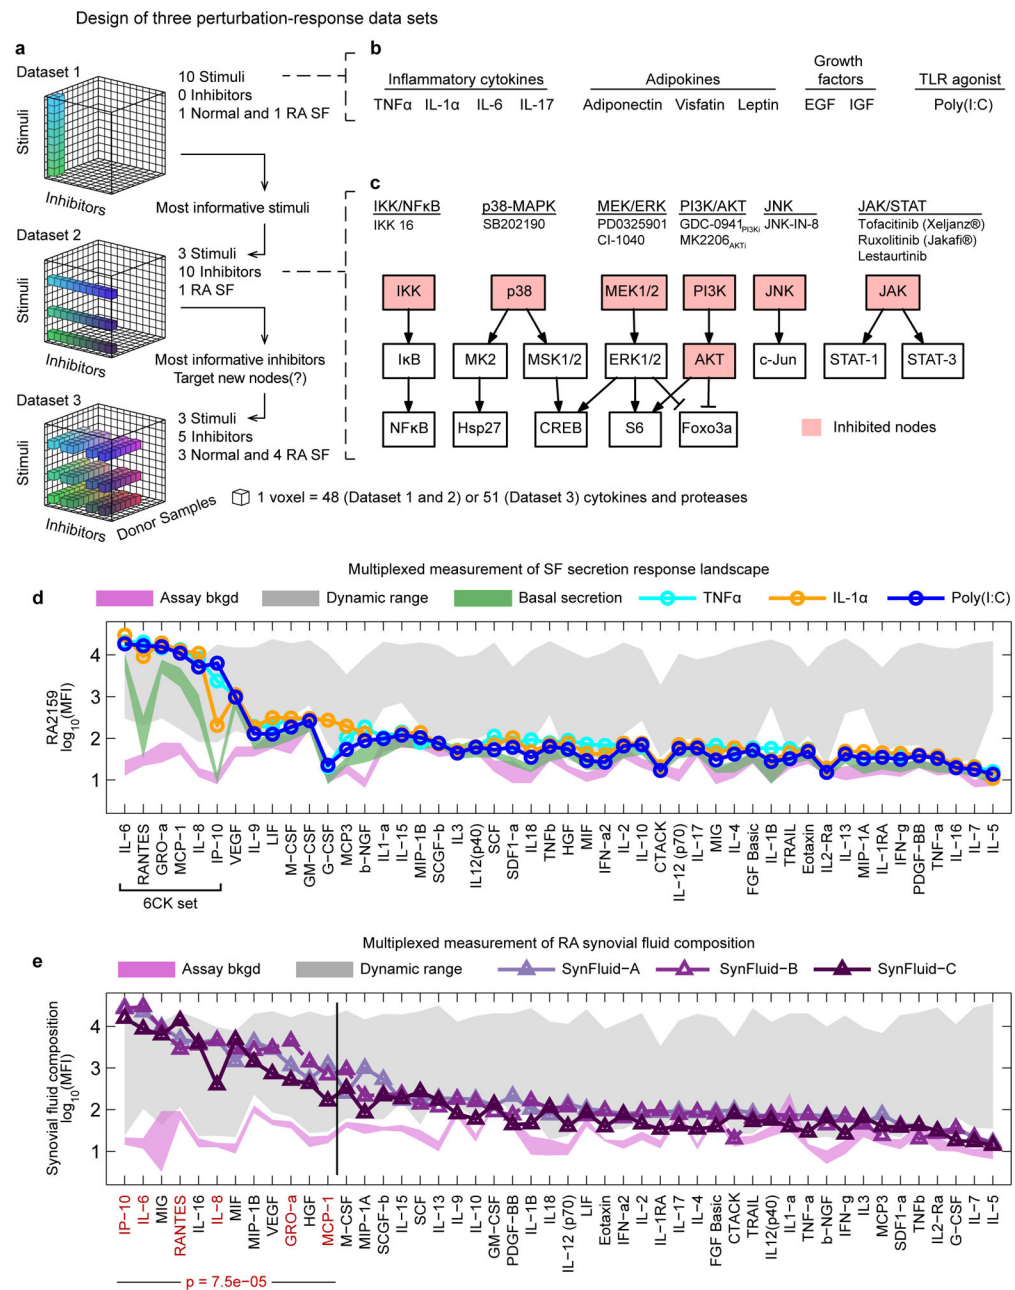 Design of three perturbation-response data sets
a
Dataset 1
Stimuli
Inhibitors
10 Stimuli
0 Inhibitors
1 Normal and 1 RA SF
Most informative stimuli
Dataset 2
Stimuli
Inhibitors
3 Stimuli
10 Inhibitors
1 RA SF
Most informative inhibitors
Target new nodes(?)
Dataset 3
Stimuli
Inhibitors
Donor Samples
3 Stimuli
5 Inhibitors
3 Normal and 4 RA SF
1 voxel = 48 (Dataset 1 and 2) or 51 (Dataset 3) cytokines and proteases
b
Inflammatory cytokines
TNFα IL-1α IL-6 IL-17
Adipokines
Adiponectin Visfatin Leptin
Growth
factors
EGF IGF
TLR agonist
Poly(I:C)
c
IKK/NFκB
IKK 16
p38-MAPK
SB202190
MEK/ERK
PD0325901
CI-1040
PI3K/AKT
GDC-0941PI3Ki
MK2206AKTi
JNK
JNK-IN-8
JAK/STAT
Tofacitinib (Xeljanz®)
Ruxolitinib (Jakafi®)
Lestaurtinib
IKK p38 MEK1/2 PI3K JNK JAK
IκB MK2 MSK1/2 ERK1/2 AKT c-Jun STAT-1 STAT-3
NFκB Hsp27 CREB S6 Foxo3a
Inhibited nodes
Multiplexed measurement of SF secretion response landscape
d
Assay bkgd Dynamic range Basal secretion TNFα IL-1α Poly(I:C)
RA2159
log10(MFI)
4
3
2
1
IL-6
RANTES
GRO-a
MCP-1
IL-8
IP-10
VEGF
IL-9
LIF
M-CSF
GM-CSF
G-CSF
MCP3
b-NGF
IL1-a
IL-15
MIP-1B
SCGF-b
IL3
IL12(p40)
SCF
SDF1-a
IL18
TNFb
HGF
MIF
IFN-a2
IL-2
IL-10
CTACK
IL-12 (p70)
IL-17
MIG
IL-4
FGF Basic
IL-1B
TRAIL
Eotaxin
IL2-Ra
IL-13
MIP-1A
IL-1RA
IFN-g
PDGF-BB
TNF-a
IL-16
IL-7
IL-5
6CK set
Multiplexed measurement of RA synovial fluid composition
e
Assay bkgd Dynamic range SynFluid-A SynFluid-B SynFluid-C
Synovial fluid composition
log10(MFI)
4
3
2
1
IP-10
IL-6
MIG
RANTES
IL-16
IL-8
MIF
MIP-1B
VEGF
GRO-a
HGF
MCP-1
M-CSF
MIP-1A
SCGF-b
IL-15
SCF
IL-13
IL-9
IL-10
GM-CSF
PDGF-BB
IL-1B
IL18
IL-12 (p70)
LIF
Eotaxin
IFN-a2
IL-2
IL-1RA
IL-17
IL-4
FGF Basic
CTACK
TRAIL
IL12(p40)
IL1-a
TNF-a
b-NGF
IFN-g
IL3
MCP3
SDF1-a
TNFb
IL2-Ra
G-CSF
IL-7
IL-5
p = 7.5e-05